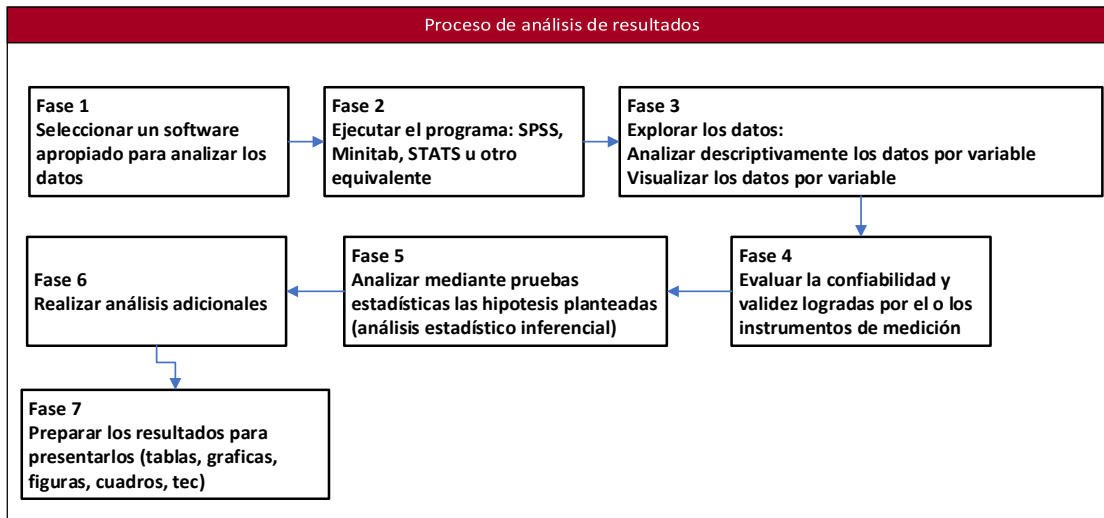 Proceso de análisis de resultados
Fase 1
Seleccionar un software
apropiado para analizar los
datos
Fase 2
Ejecutar el programa: SPSS,
Minitab, STATS u otro
equivalente
Fase 3
Explorar los datos:
Analizar descriptivamente los datos por variable
Visualizar los datos por variable
Fase 4
Evaluar la confiabilidad y
validez logradas por el o los
instrumentos de medición
Fase 5
Analizar mediante pruebas
estadísticas las hipotesis planteadas
(análisis estadístico inferencial)
Fase 6
Realizar análisis adicionales
Fase 7
Preparar los resultados para
presentarlos (tablas, graficas,
figuras, cuadros, tec)